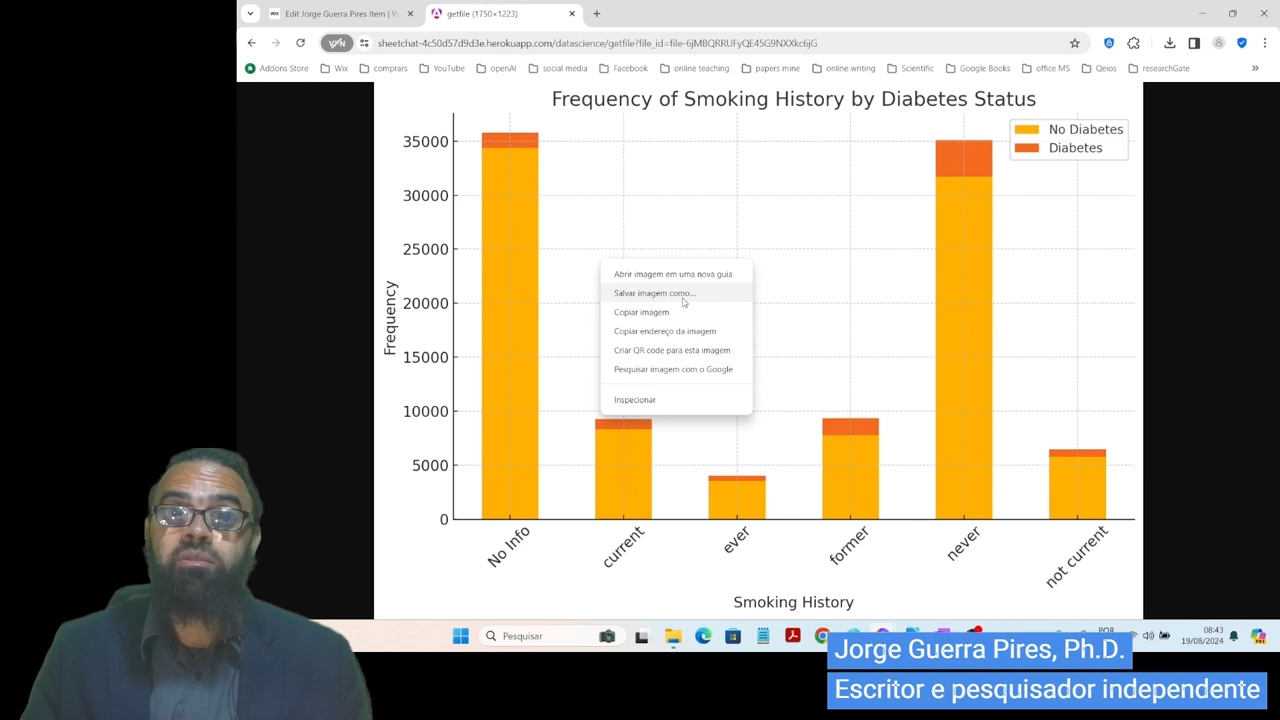 Edit Jorge Guerra Pires Item | W
getfile (1750×1223)
VPN
sheetchat-4c50d57d9d3e.herokuapp.com/datascience/getfile?file_id=file-6jMBQRRUFyQE45G9NXXkc6jG
Addons Store
Wix
comprars
YouTube
openAI
social media
Facebook
online teaching
papers mine
online writing
Scientific
Google Books
office MS
Qeios
researchGate
Frequency of Smoking History by Diabetes Status
No Diabetes
Diabetes
35000
30000
25000
20000
15000
10000
5000
0
Frequency
Abrir imagem em uma nova guia
Salvar imagem como...
Copiar imagem
Copiar endereço da imagem
Criar QR code para esta imagem
Pesquisar imagem com o Google
Inspecionar
No Info
current
ever
former
never
not current
Smoking History
Pesquisar
POR
08:43
19/08/2024
Jorge Guerra Pires, Ph.D.
Escritor e pesquisador independente